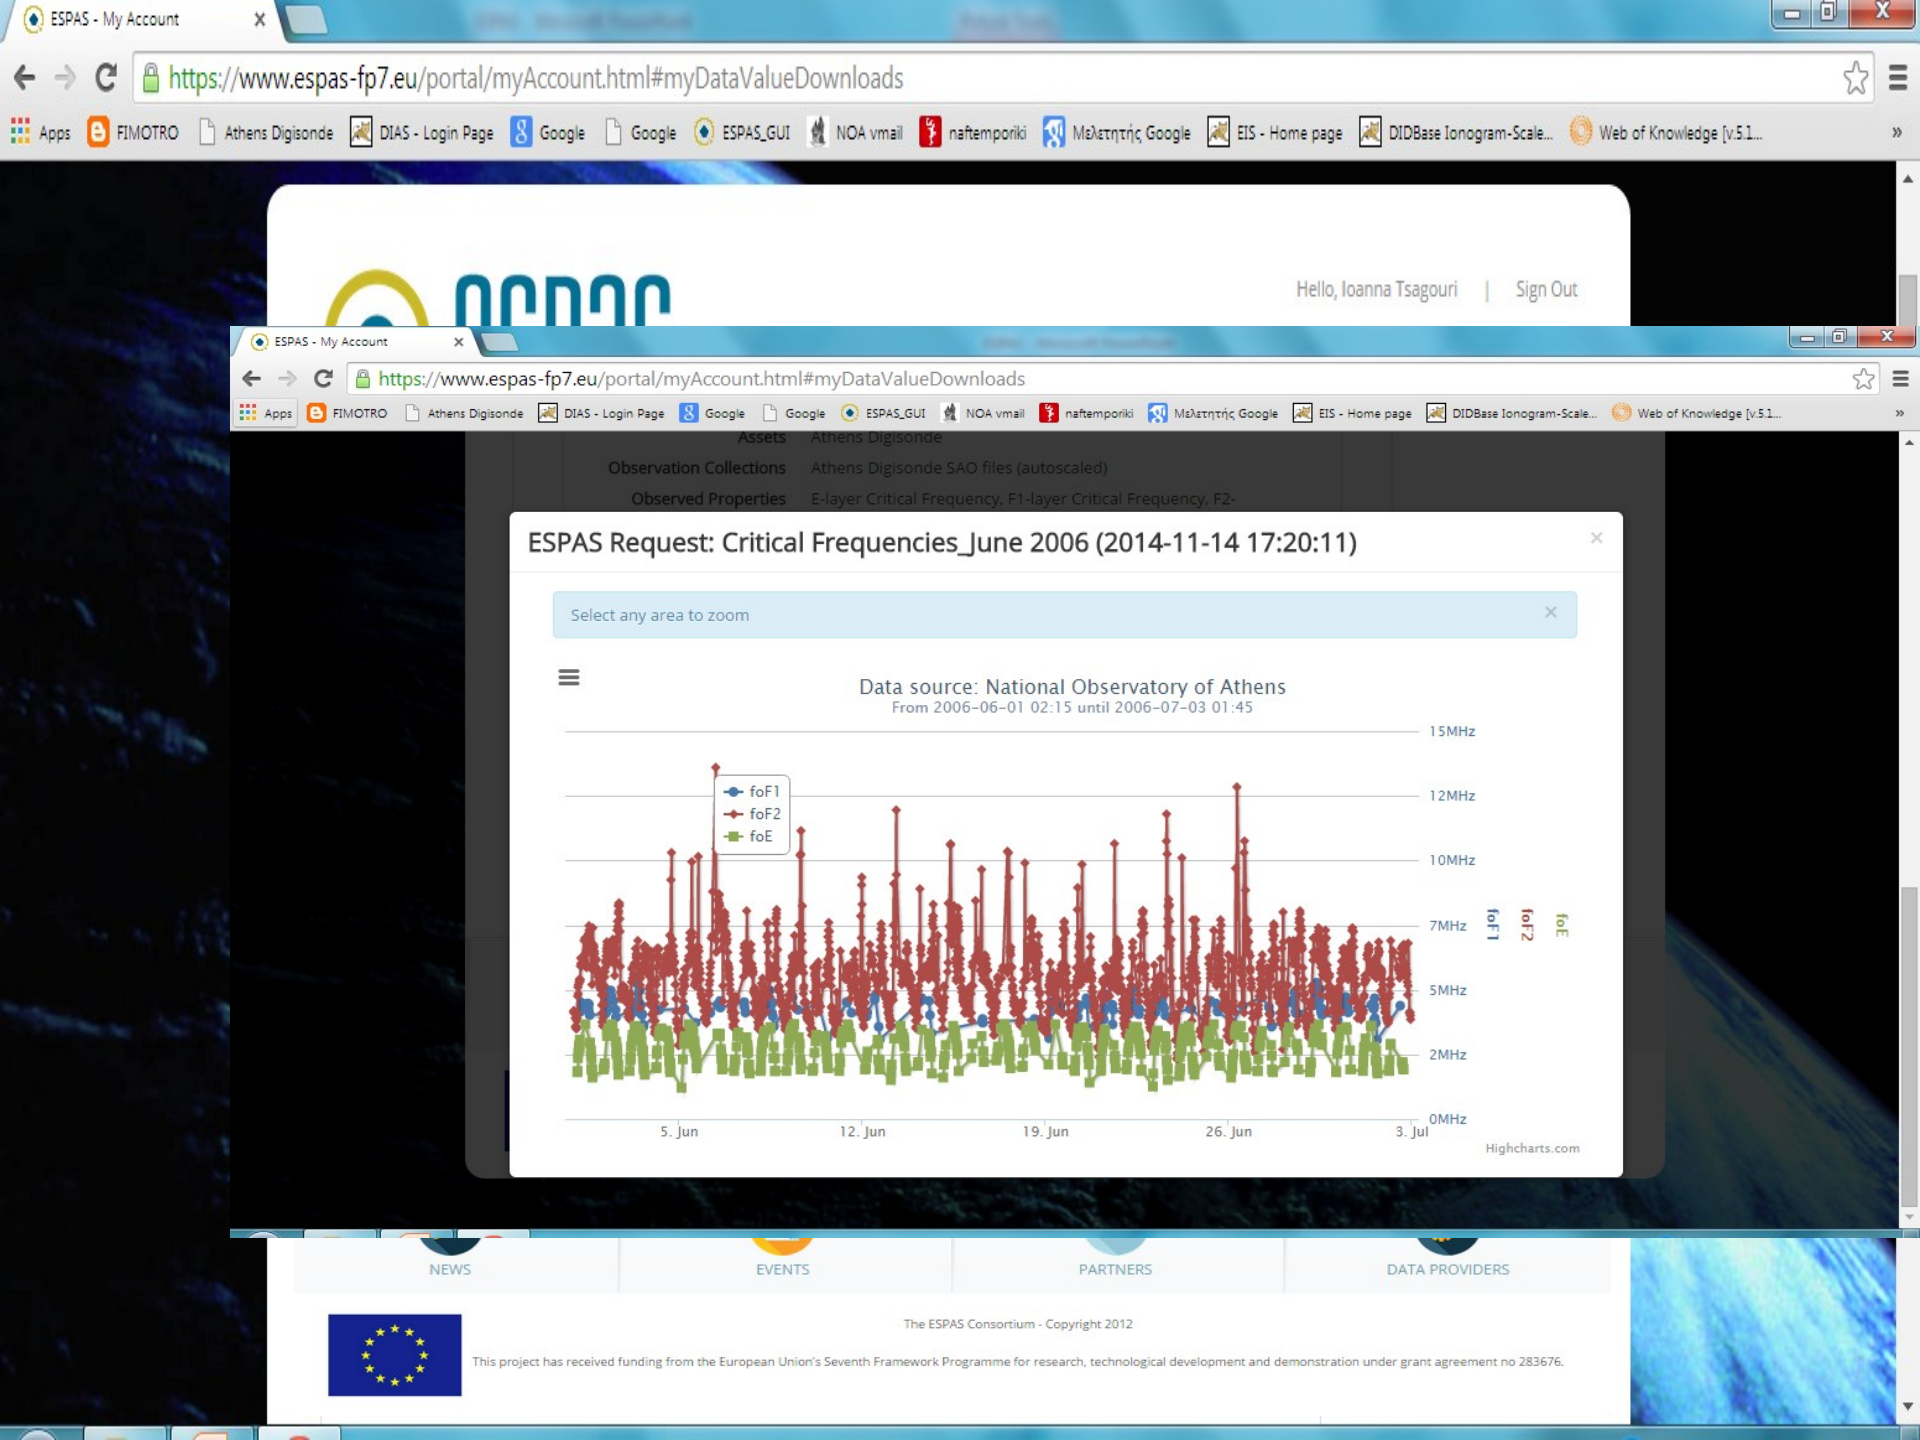 ESPAS - My Account
https://www.espas-fp7.eu/portal/myAccount.html#myDataValueDownloads
Apps FIMOTRO Athens Digisonde DIAS - Login Page Google Google ESPAS_GUI NOA vmail naftemporiki Μελετητής Google EIS - Home page DIDBase Ionogram-Scale... Web of Knowledge [v.5.1... »
Hello, Ioanna Tsagouri | Sign Out
ESPAS - My Account
https://www.espas-fp7.eu/portal/myAccount.html#myDataValueDownloads
Apps FIMOTRO Athens Digisonde DIAS - Login Page Google Google ESPAS_GUI NOA vmail naftemporiki Μελετητής Google EIS - Home page DIDBase Ionogram-Scale... Web of Knowledge [v.5.1... »
Assets Athens Digisonde
Observation Collections Athens Digisonde SAO files (autoscaled)
Observed Properties E-layer Critical Frequency, F1-layer Critical Frequency, F2-
ESPAS Request: Critical Frequencies_June 2006 (2014-11-14 17:20:11)
Select any area to zoom
Data source: National Observatory of Athens
From 2006-06-01 02:15 until 2006-07-03 01:45
15MHz
12MHz
10MHz
7MHz
5MHz
2MHz
0MHz
foF1
foF2
foE
foF1
foF2
foE
5. Jun 12. Jun 19. Jun 26. Jun 3. Jul
Highcharts.com
NEWS EVENTS PARTNERS DATA PROVIDERS
The ESPAS Consortium - Copyright 2012
This project has received funding from the European Union's Seventh Framework Programme for research, technological development and demonstration under grant agreement no 283676.